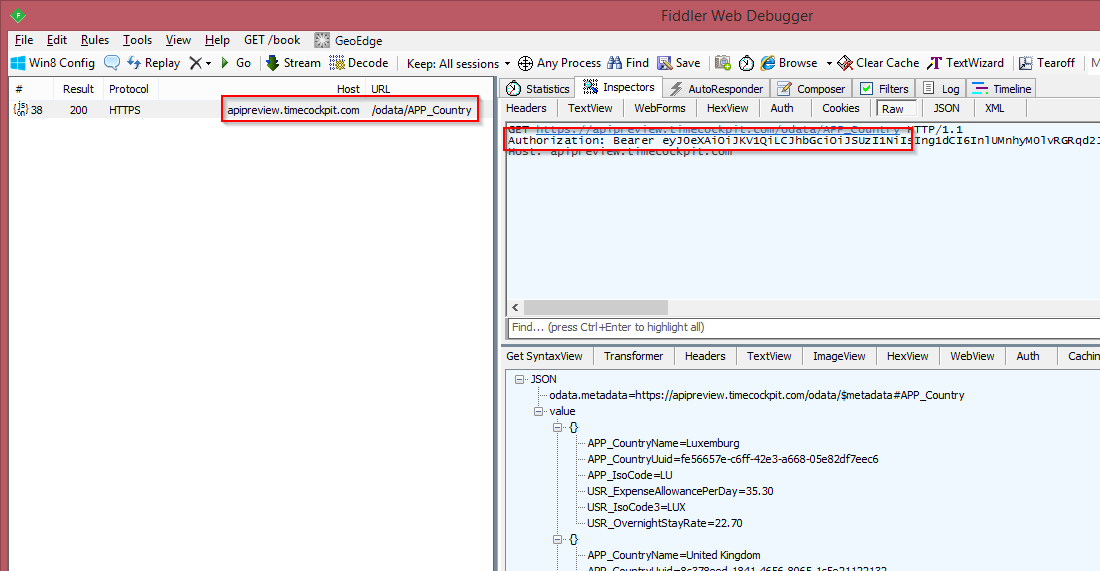 Fiddler Web Debugger
File Edit Rules Tools View Help GET /book GeoEdge
Win8 Config Replay X Go Stream Decode Keep: All sessions Any Process Find Save Browse Clear Cache TextWizard Tearoff M
# Result Protocol Host URL
38 200 HTTPS apipreview.timecockpit.com /odata/APP_Country
Statistics Inspectors AutoResponder Composer Filters Log Timeline
Headers TextView WebForms HexView Auth Cookies Raw JSON XML
GET https://apipreview.timecockpit.com/odata/APP_Country HTTP/1.1
Authorization: Bearer
Host: apipreview.timecockpit.com
Find... (press Ctrl+Enter to highlight all)
Get SyntaxView Transformer Headers TextView ImageView HexView WebView Auth Cachin
JSON
odata.metadata=https://apipreview.timecockpit.com/odata/$metadata#APP_Country
value
{}
APP_CountryName=Luxemburg
APP_CountryUuid=fe56657e-c6ff-42e3-a668-05e82df7eec6
APP_IsoCode=LU
USR_ExpenseAllowancePerDay=35.30
USR_IsoCode3=LUX
USR_OvernightStayRate=22.70
{}
APP_CountryName=United Kingdom